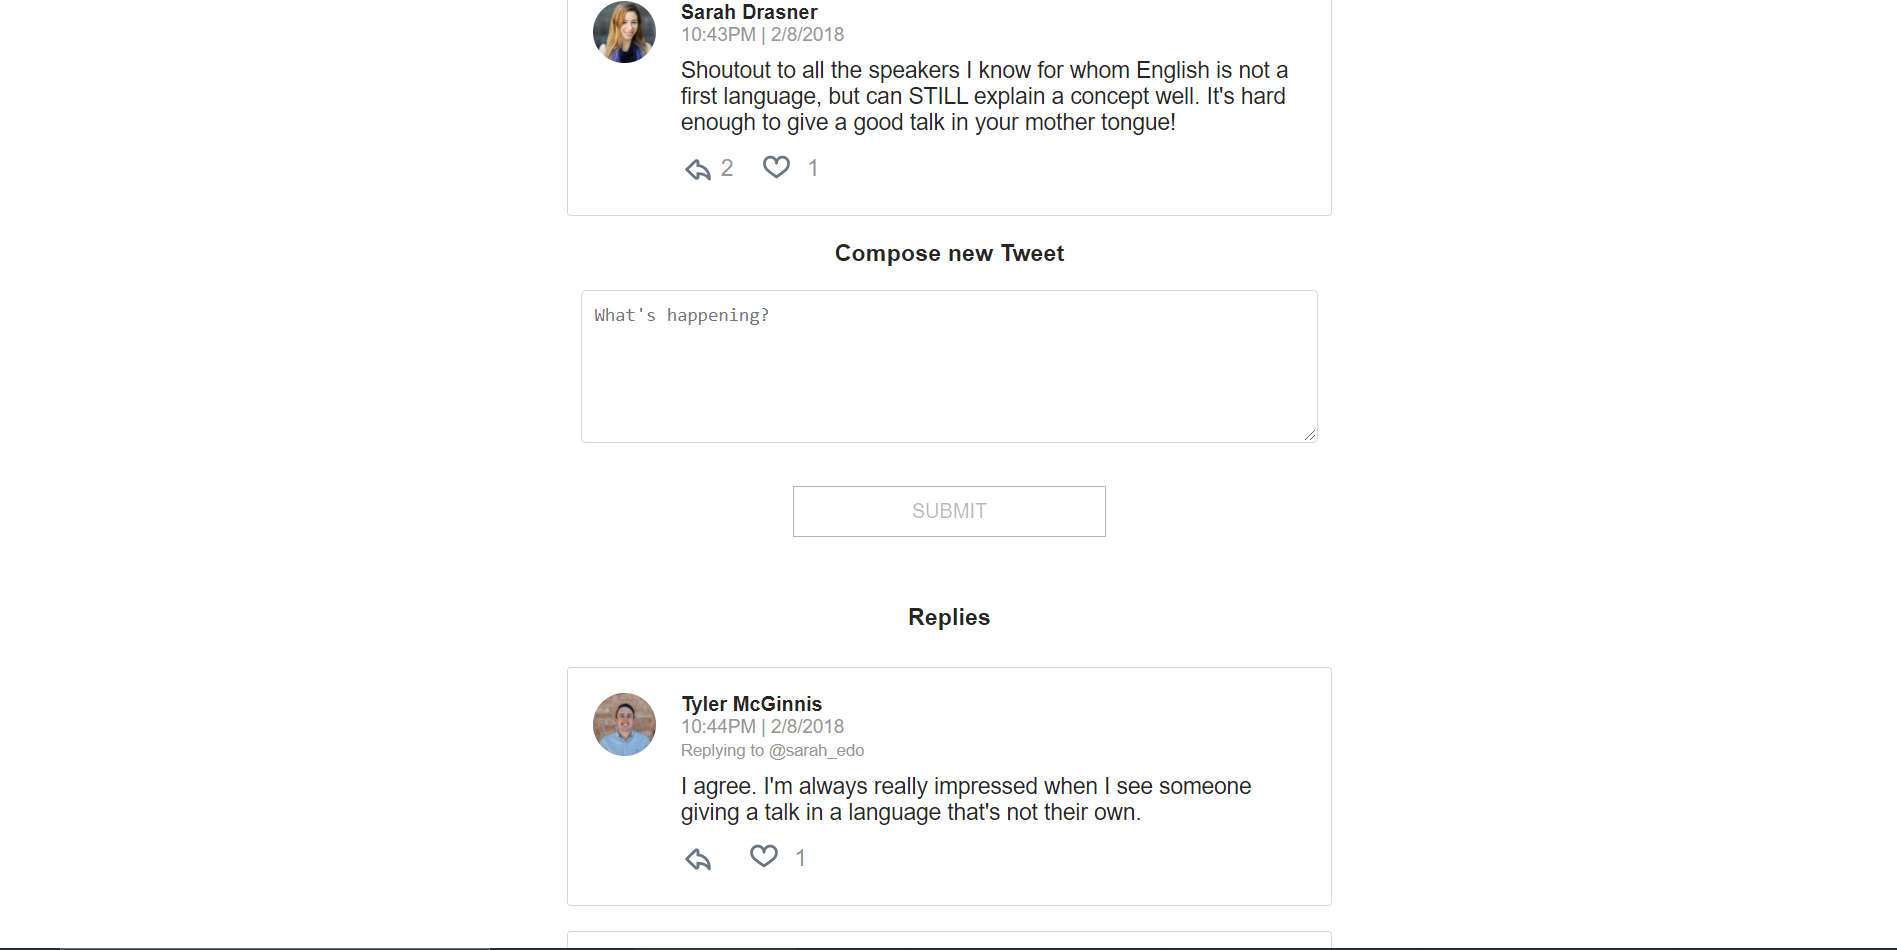 Sarah Drasner
10:43PM | 2/8/2018
Shoutout to all the speakers I know for whom English is not a
first language, but can STILL explain a concept well. It's hard
enough to give a good talk in your mother tongue!
2 1
Compose new Tweet
What's happening?
SUBMIT
Replies
Tyler McGinnis
10:44PM | 2/8/2018
Replying to @sarah_edo
I agree. I'm always really impressed when I see someone
giving a talk in a language that's not their own.
1